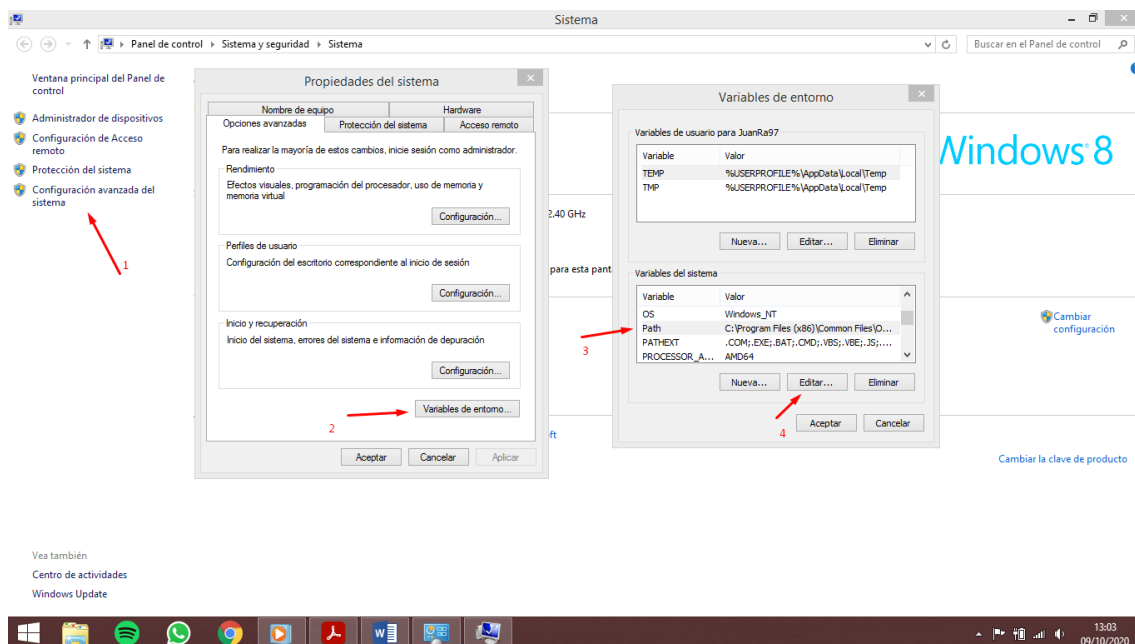 Sistema
Panel de control
Sistema y seguridad
Sistema
Buscar en el Panel de control
Ventana principal del Panel de
control
Administrador de dispositivos
Configuración de Acceso
remoto
Protección del sistema
Configuración avanzada del
sistema
1
Propiedades del sistema
Nombre de equipo
Hardware
Opciones avanzadas
Protección del sistema
Acceso remoto
Para realizar la mayoría de estos cambios, inicie sesión como administrador.
Rendimiento
Efectos visuales, programación del procesador, uso de memoria y
memoria virtual
Configuración...
Perfiles de usuario
Configuración del escritorio correspondiente al inicio de sesión
Configuración...
Inicio y recuperación
Inicio del sistema, errores del sistema e información de depuración
Configuración...
Variables de entorno...
2
Aceptar
Cancelar
Aplicar
2.40 GHz
para esta pant
ft
Variables de entorno
Variables de usuario para JuanRa97
Variable Valor
TEMP %USERPROFILE%\AppData\Local\Temp
TMP %USERPROFILE%\AppData\Local\Temp
Nueva...
Editar...
Eliminar
Variables del sistema
Variable Valor
OS Windows_NT
Path C:\Program Files (x86)\Common Files\O...
PATHEXT .COM;.EXE;.BAT;.CMD;.VBS;.VBE;.JS;....
PROCESSOR_A... AMD64
3
Nueva...
Editar...
Eliminar
4
Aceptar
Cancelar
Windows 8
Cambiar
configuración
Cambiar la clave de producto
Vea también
Centro de actividades
Windows Update
13:03
09/10/2020